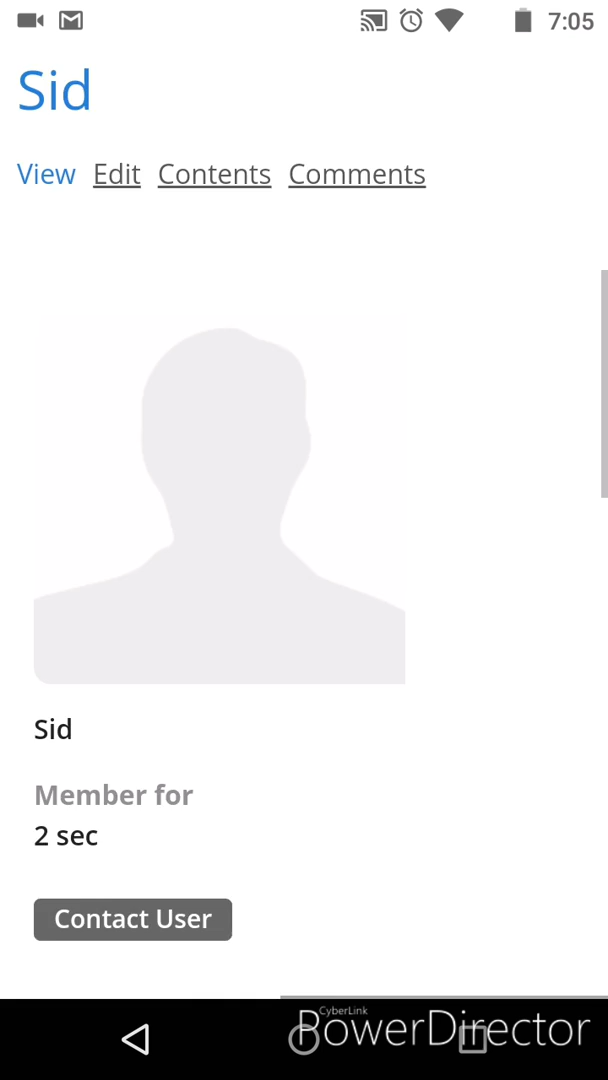 7:05
Sid
View Edit Contents Comments
Sid
Member for
2 sec
Contact User
CyberLink
PowerDirector